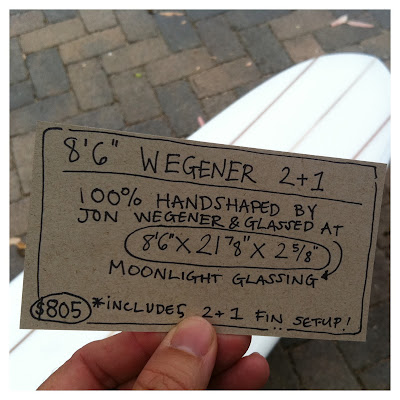 8'6" WEGENER 2+1
100% HANDSHAPED BY
JON WEGENER & GLASSED AT
8'6" X 21 7/8" X 2 5/8"
MOONLIGHT GLASSING
$805 *INCLUDES 2+1 FIN SETUP!